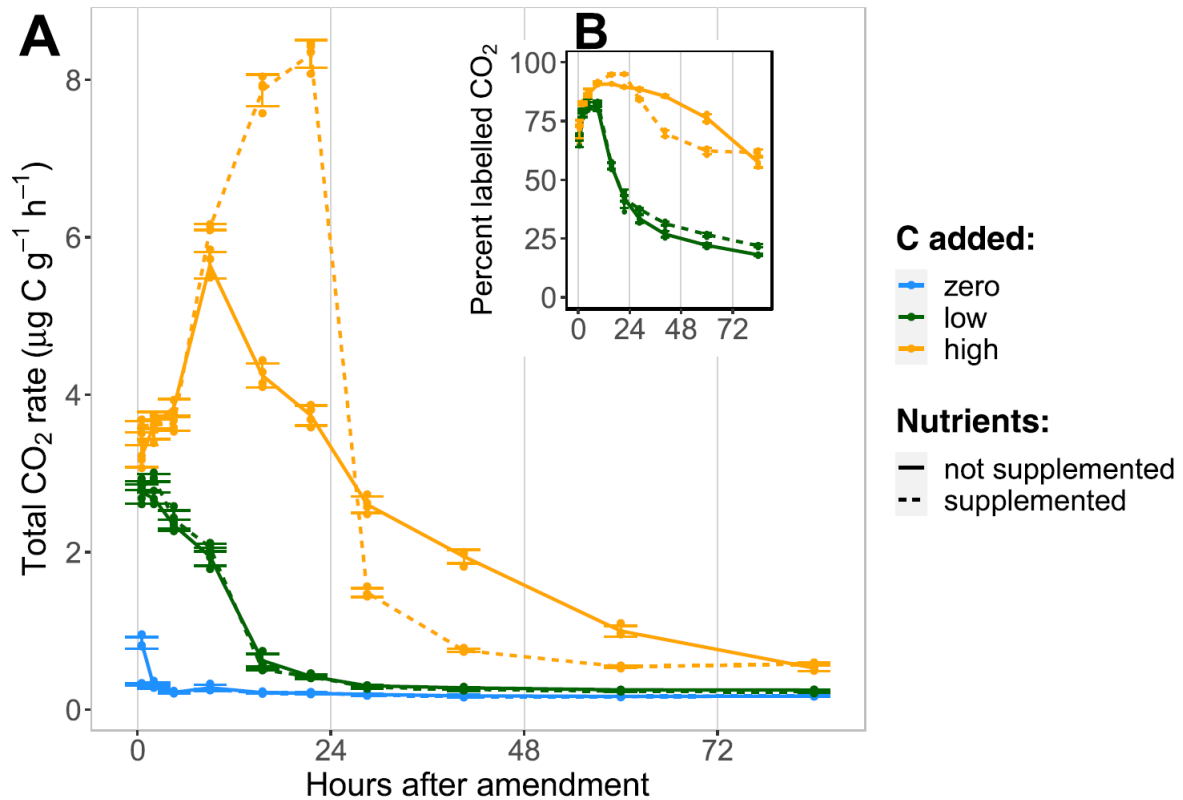 A
B
Total CO₂ rate (μg C g⁻¹ h⁻¹)
8
6
4
2
0
0 24 48 72
Hours after amendment
Percent labelled CO₂
100
75
50
25
0
0 24 48 72
C added:
zero
low
high
Nutrients:
not supplemented
supplemented